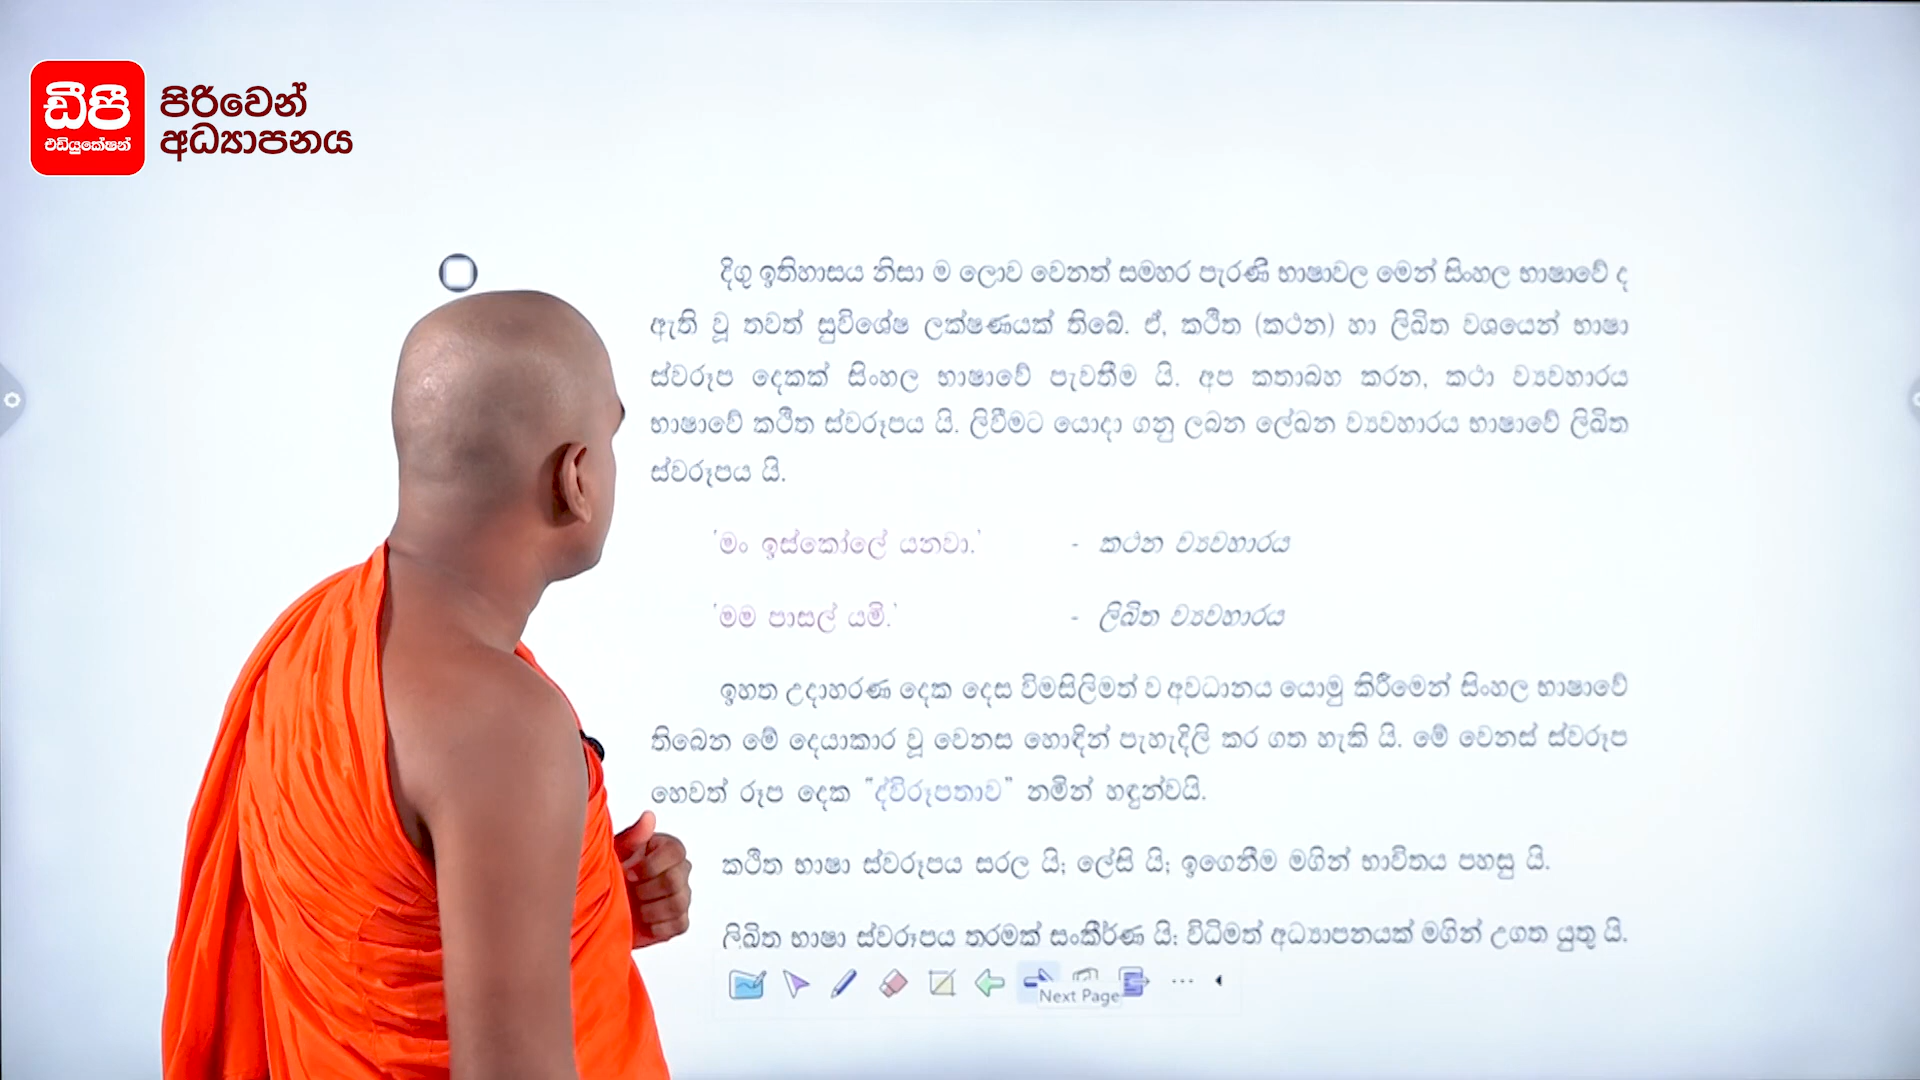 ඩීපී
එඩියුකේෂන්
පිරිවෙන්
අධ්‍යාපනය
දිගු ඉතිහාසය නිසා ම ලොව වෙනත් සමහර පැරණි භාෂාවල මෙන් සිංහල භාෂාවේ ද
ඇති වූ තවත් සුවිශේෂ ලක්ෂණයක් තිබේ. ඒ, කථිත (කථන) හා ලිඛිත වශයෙන් භාෂා
ස්වරූප දෙකක් සිංහල භාෂාවේ පැවතීම යි. අප කතාබහ කරන, කථා ව්‍යවහාරය
භාෂාවේ කථිත ස්වරූපය යි. ලිවීමට යොදා ගනු ලබන ලේඛන ව්‍යවහාරය භාෂාවේ ලිඛිත
ස්වරූපය යි.
'මං ඉස්කෝලේ යනවා.' - කථන ව්‍යවහාරය
'මම පාසල් යමි.' - ලිඛිත ව්‍යවහාරය
ඉහත උදාහරණ දෙක දෙස විමසිලිමත් ව අවධානය යොමු කිරීමෙන් සිංහල භාෂාවේ
තිබෙන මේ දෙයාකාර වූ වෙනස හොඳින් පැහැදිලි කර ගත හැකි යි. මේ වෙනස් ස්වරූප
හෙවත් රූප දෙක "ද්විරූපතාව" නමින් හඳුන්වයි.
කථිත භාෂා ස්වරූපය සරල යි; ලේසි යි; ඉගෙනීම මගින් භාවිතය පහසු යි.
ලිඛිත භාෂා ස්වරූපය තරමක් සංකීර්ණ යි; විධිමත් අධ්‍යාපනයක් මගින් උගත යුතු යි.
Next Page